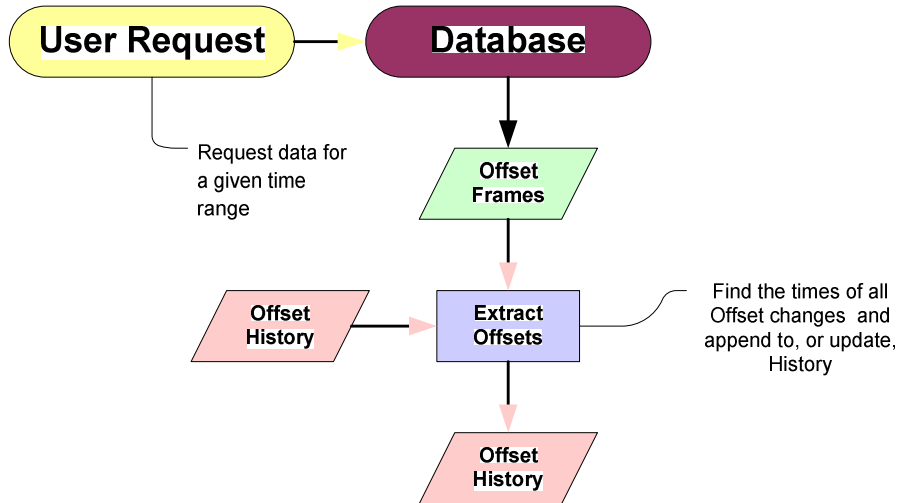 User Request
Database
Request data for
a given time
range
Offset
Frames
Offset
History
Extract
Offsets
Find the times of all
Offset changes and
append to, or update,
History
Offset
History